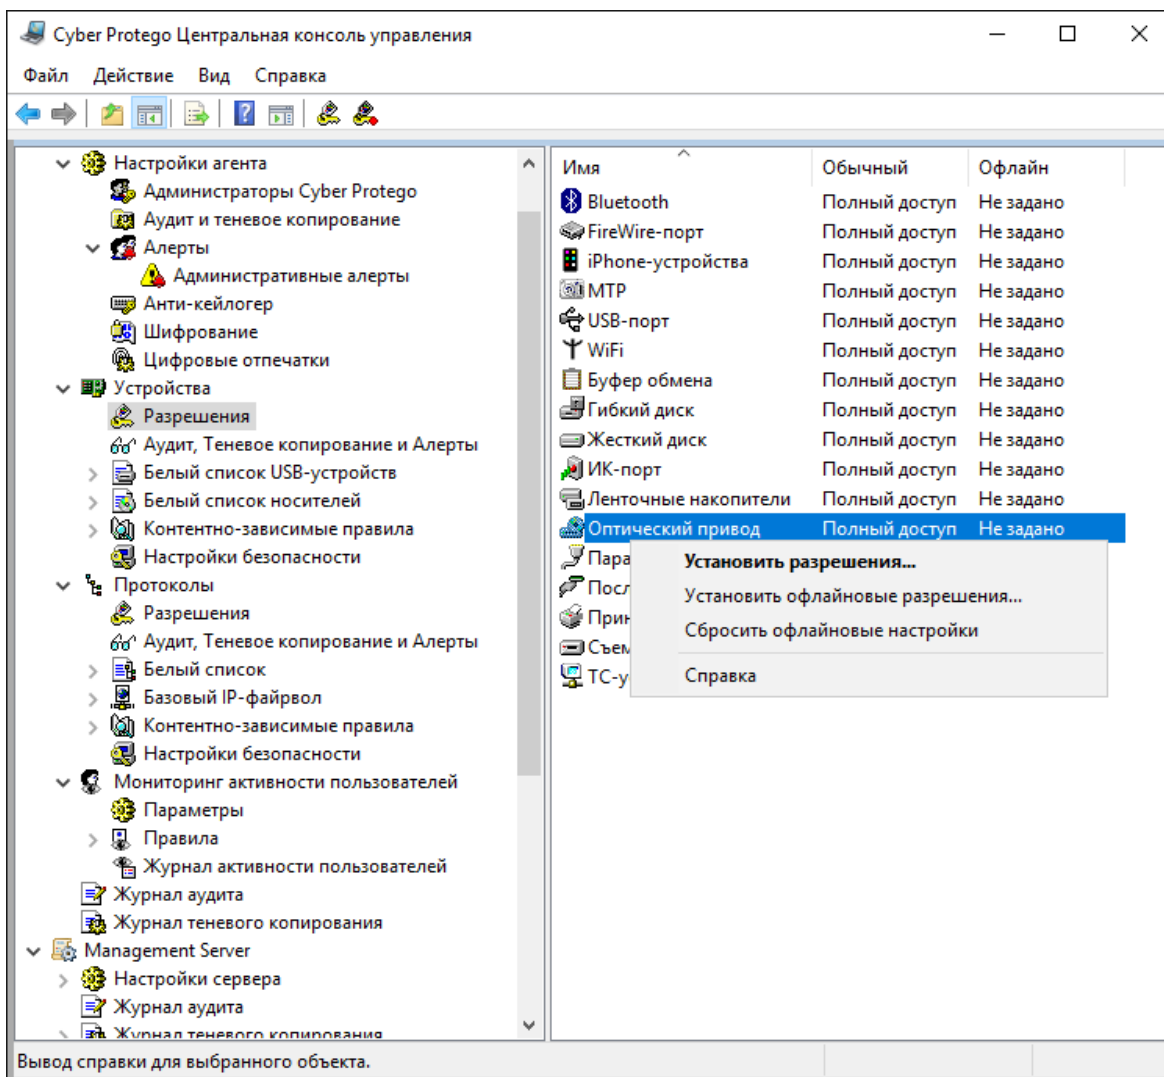 Cyber Protego Центральная консоль управления
Файл Действие Вид Справка
Настройки агента
Администраторы Cyber Protego
Аудит и теневое копирование
Алерты
Административные алерты
Анти-кейлогер
Шифрование
Цифровые отпечатки
Устройства
Разрешения
Аудит, Теневое копирование и Алерты
Белый список USB-устройств
Белый список носителей
Контентно-зависимые правила
Настройки безопасности
Протоколы
Разрешения
Аудит, Теневое копирование и Алерты
Белый список
Базовый IP-файрвол
Контентно-зависимые правила
Настройки безопасности
Мониторинг активности пользователей
Параметры
Правила
Журнал активности пользователей
Журнал аудита
Журнал теневого копирования
Management Server
Настройки сервера
Журнал аудита
Журнал теневого копирования
Имя Обычный Офлайн
Bluetooth Полный доступ Не задано
FireWire-порт Полный доступ Не задано
iPhone-устройства Полный доступ Не задано
MTP Полный доступ Не задано
USB-порт Полный доступ Не задано
WiFi Полный доступ Не задано
Буфер обмена Полный доступ Не задано
Гибкий диск Полный доступ Не задано
Жесткий диск Полный доступ Не задано
ИК-порт Полный доступ Не задано
Ленточные накопители Полный доступ Не задано
Оптический привод Полный доступ Не задано
Пара
Посл
Прин
Съем
ТС-у
Установить разрешения...
Установить офлайновые разрешения...
Сбросить офлайновые настройки
Справка
Вывод справки для выбранного объекта.